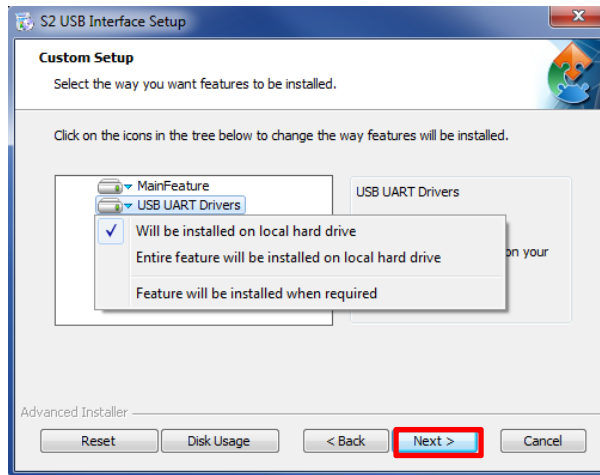 S2 USB Interface Setup
Custom Setup
Select the way you want features to be installed.
Click on the icons in the tree below to change the way features will be installed.
MainFeature
USB UART Drivers
USB UART Drivers
Will be installed on local hard drive
on your
Entire feature will be installed on local hard drive
Feature will be installed when required
Advanced Installer
Reset
Disk Usage
< Back
Next >
Cancel